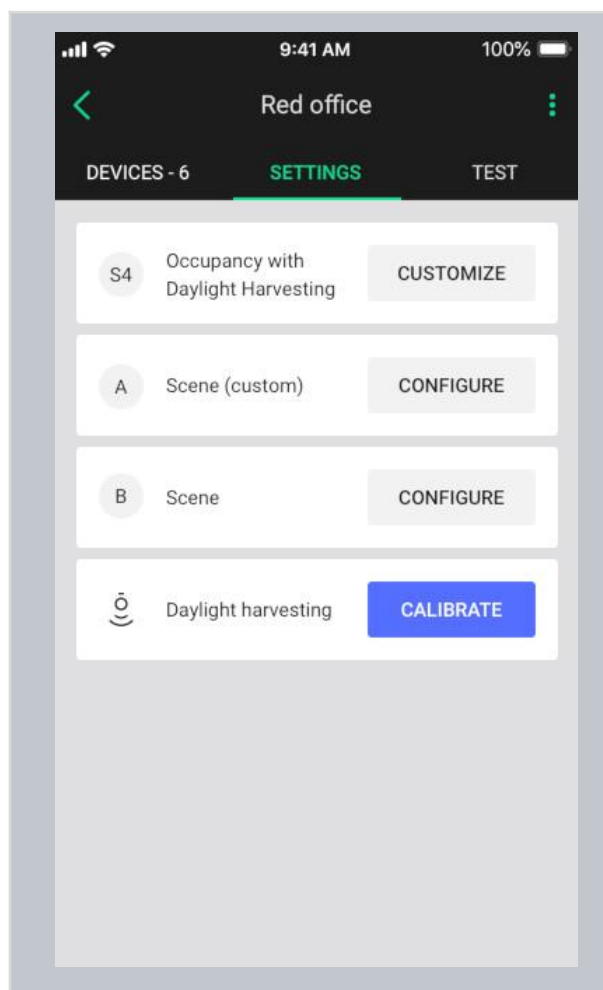 9:41 AM 100%
Red office
DEVICES - 6 SETTINGS TEST
S4 Occupancy with
Daylight Harvesting CUSTOMIZE
A Scene (custom) CONFIGURE
B Scene CONFIGURE
Daylight harvesting CALIBRATE